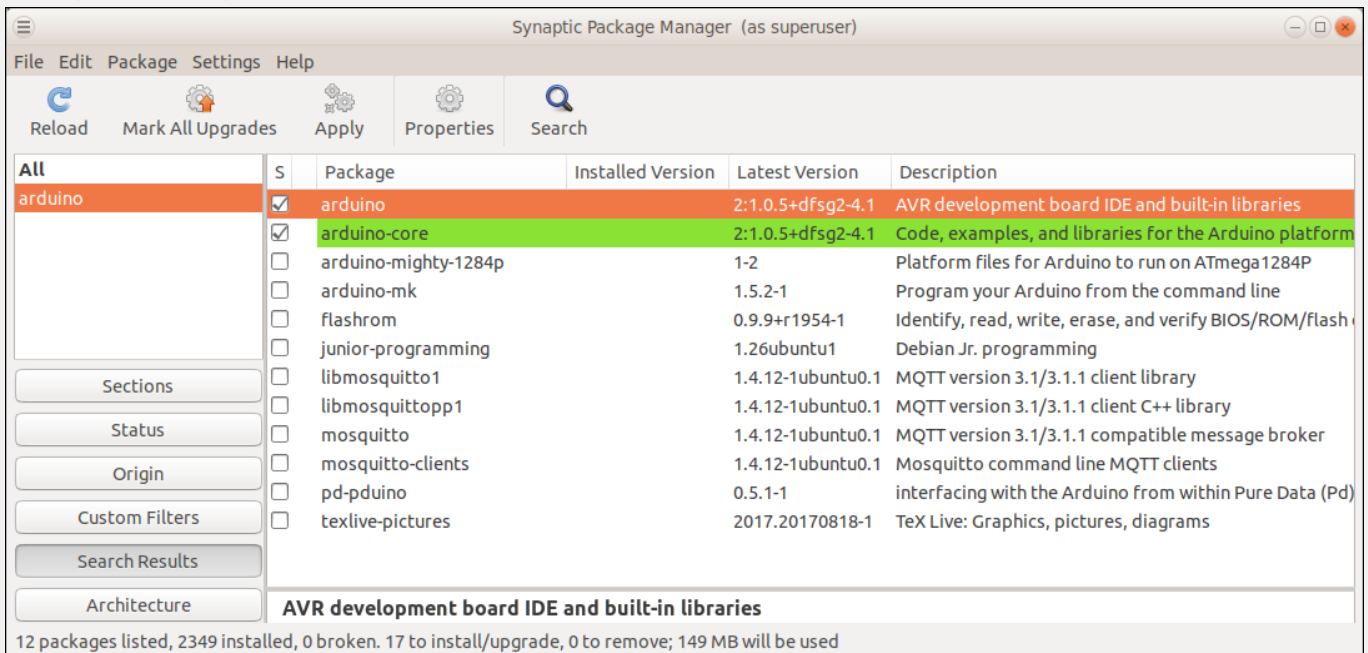 Synaptic Package Manager (as superuser)
File Edit Package Settings Help
Reload Mark All Upgrades Apply Properties Search
All
arduino
Sections
Status
Origin
Custom Filters
Search Results
Architecture
S Package Installed Version Latest Version Description
arduino 2:1.0.5+dfsg2-4.1 AVR development board IDE and built-in libraries
arduino-core 2:1.0.5+dfsg2-4.1 Code, examples, and libraries for the Arduino platform
arduino-mighty-1284p 1-2 Platform files for Arduino to run on ATmega1284P
arduino-mk 1.5.2-1 Program your Arduino from the command line
flashrom 0.9.9+r1954-1 Identify, read, write, erase, and verify BIOS/ROM/flash
junior-programming 1.26ubuntu1 Debian Jr. programming
libmosquitto1 1.4.12-1ubuntu0.1 MQTT version 3.1/3.1.1 client library
libmosquittopp1 1.4.12-1ubuntu0.1 MQTT version 3.1/3.1.1 client C++ library
mosquitto 1.4.12-1ubuntu0.1 MQTT version 3.1/3.1.1 compatible message broker
mosquitto-clients 1.4.12-1ubuntu0.1 Mosquitto command line MQTT clients
pd-pduino 0.5.1-1 interfacing with the Arduino from within Pure Data (Pd)
texlive-pictures 2017.20170818-1 TeX Live: Graphics, pictures, diagrams
AVR development board IDE and built-in libraries
12 packages listed, 2349 installed, 0 broken. 17 to install/upgrade, 0 to remove; 149 MB will be used